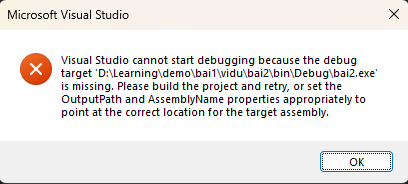 Microsoft Visual Studio
Visual Studio cannot start debugging because the debug
target 'D:\Learning\demo\bai1\vidu\bai2\bin\Debug\bai2.exe'
is missing. Please build the project and retry, or set the
OutputPath and AssemblyName properties appropriately to
point at the correct location for the target assembly.
OK